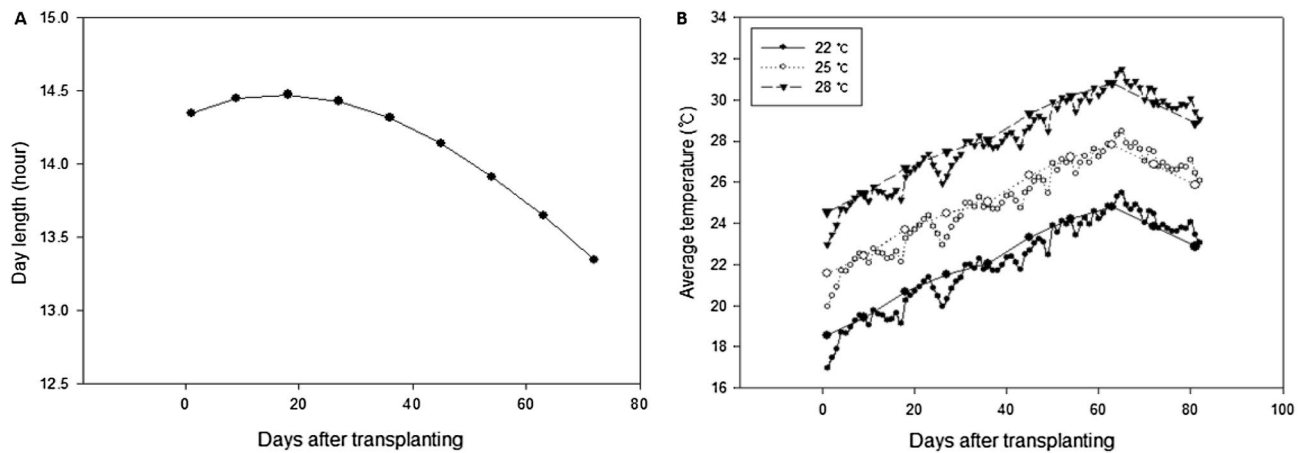 A
15.0
14.5
14.0
13.5
13.0
12.5
Day length (hour)
0 20 40 60 80
Days after transplanting
B
34
32
30
28
26
24
22
20
18
16
Average temperature (℃)
22 ℃
25 ℃
28 ℃
0 20 40 60 80 100
Days after transplanting